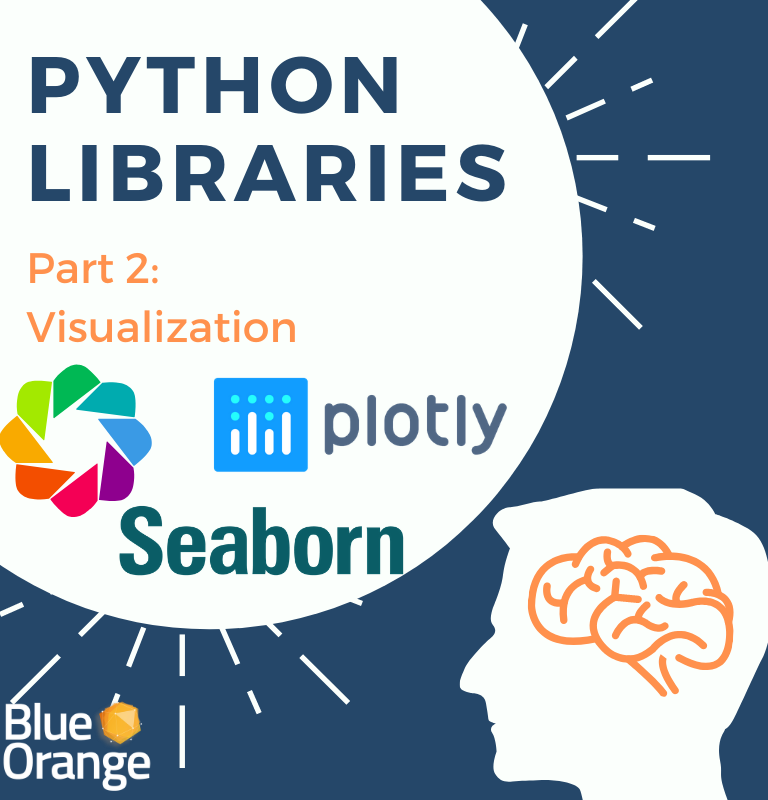 PYTHON
LIBRARIES
Part 2:
Visualization
plotly
Seaborn
Blue
Orange